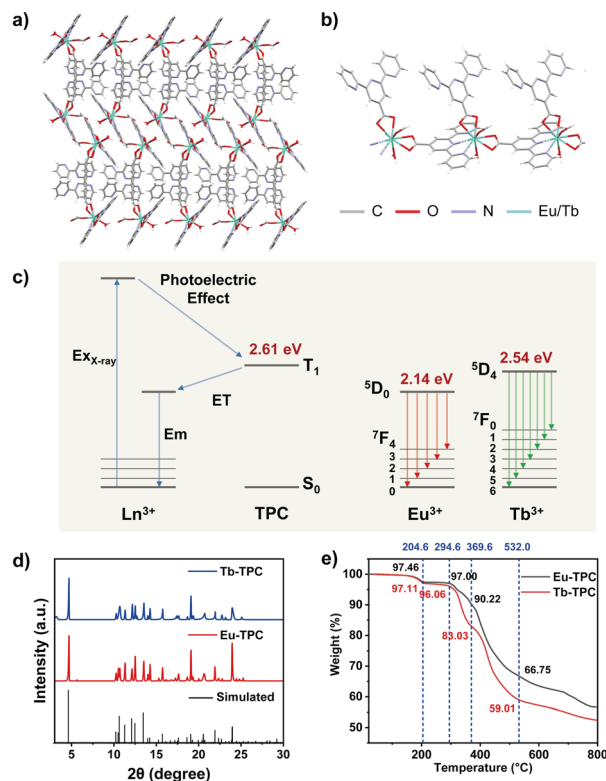 a)
b)
C O N Eu/Tb
c)
Photoelectric
Effect
Ex_X-ray
2.61 eV
T₁
ET
Em
S₀
Ln³⁺
TPC
⁵D₀
2.14 eV
⁷F₄
3
2
1
0
Eu³⁺
2.54 eV
⁵D₄
⁷F₀
1
2
3
4
5
6
Tb³⁺
d)
Tb-TPC
Eu-TPC
Simulated
Intensity (a.u.)
5 10 15 20 25 30
2θ (degree)
e)
204.6 294.6 369.6 532.0
97.46
97.00
Eu-TPC
Tb-TPC
97.11
96.06
90.22
83.03
66.75
59.01
100
90
80
70
60
50
Weight (%)
0 200 400 600 800
Temperature (°C)